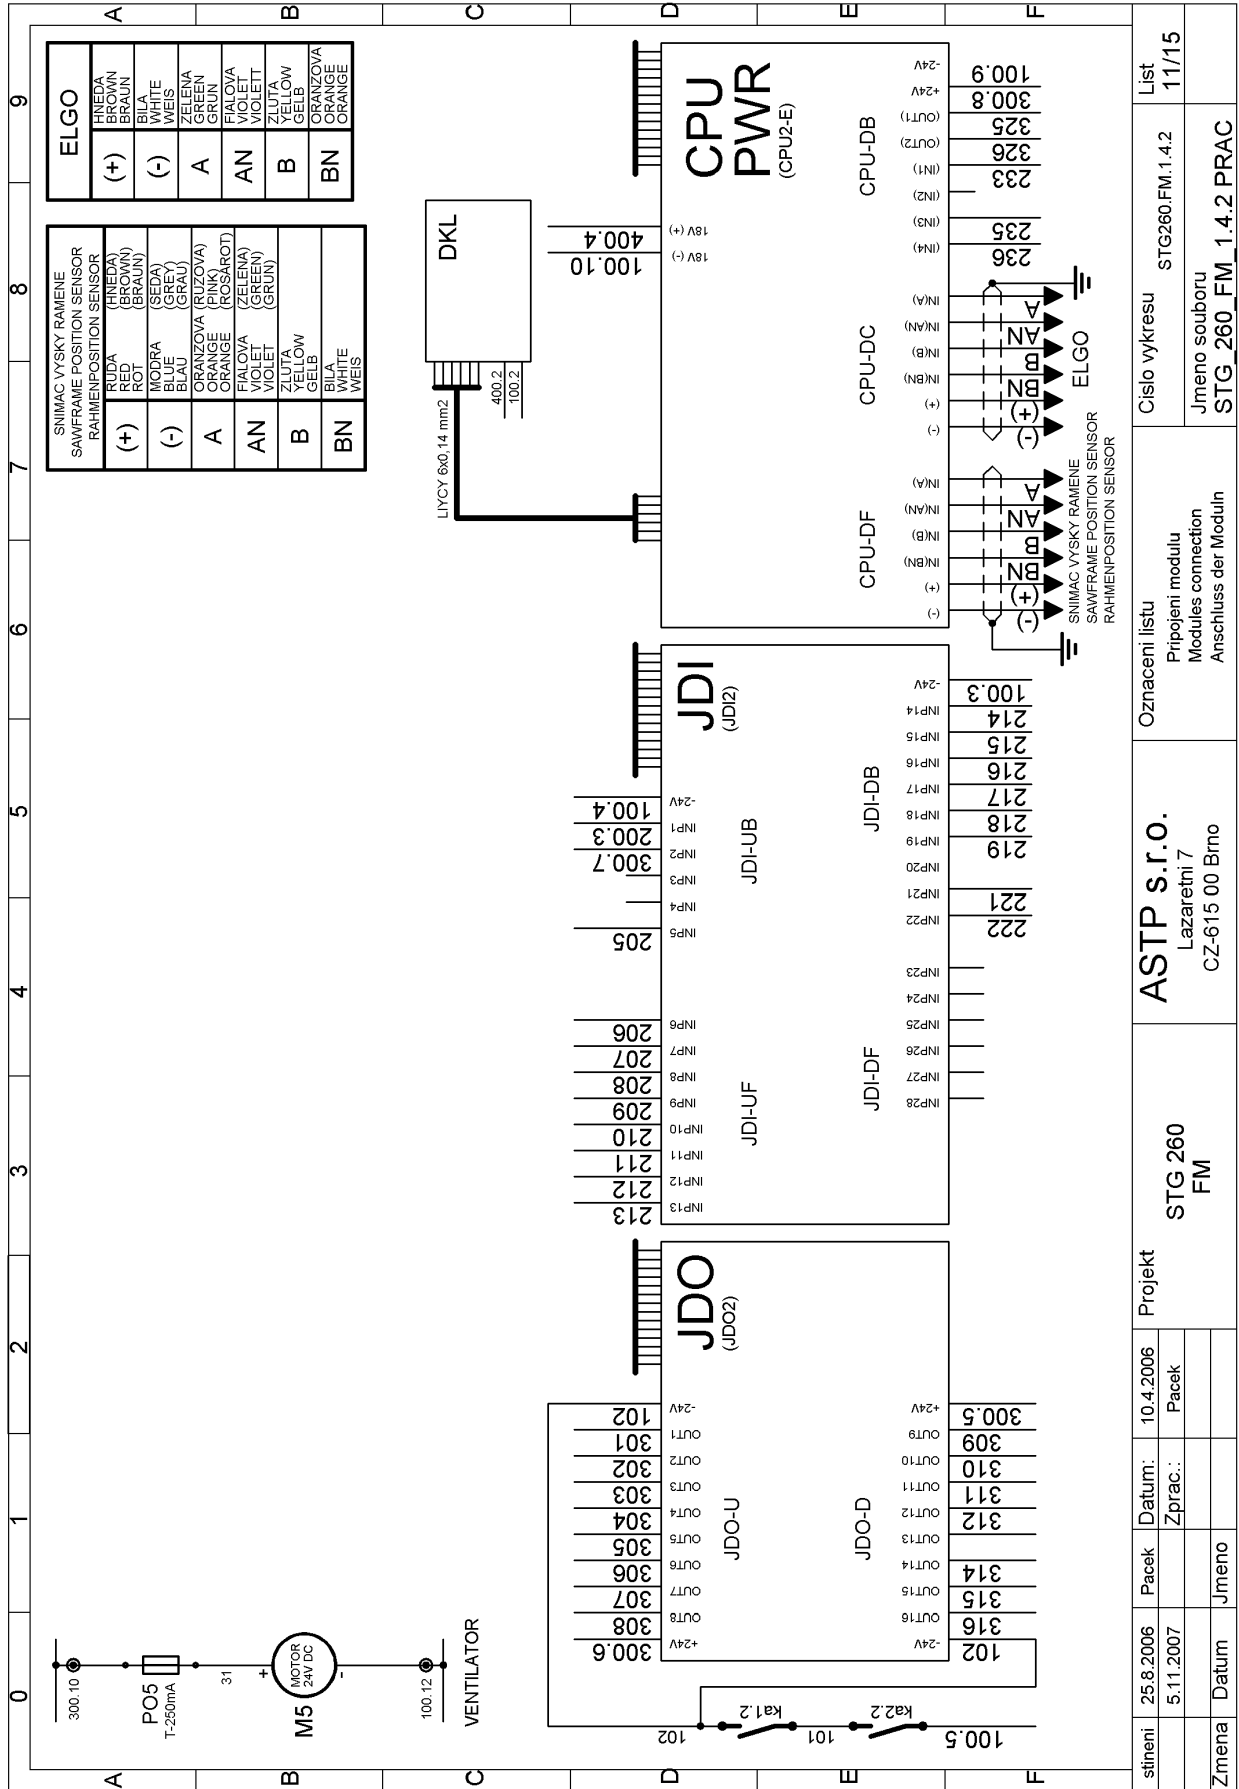 0
1
2
3
4
5
6
7
8
9
A
B
C
D
E
F
300.10
PO5
T-250mA
31
+
MOTOR
24V DC
-
M5
100.12
VENTILATOR
SNIMAC VYSKY RAMENE
SAWFRAME POSITION SENSOR
RAHMENPOSITION SENSOR
(+)
RUDA (HNEDA)
RED (BROWN)
ROT (BRAUN)
(-)
MODRA (SEDA)
BLUE (GREY)
BLAU (GRAU)
A
ORANZOVA (RUZOVA)
ORANGE (PINK)
ORANGE (ROSAROT)
AN
FIALOVA (ZELENA)
VIOLET (GREEN)
VIOLET (GRUN)
B
ZLUTA
YELLOW
GELB
BN
BILA
WHITE
WEIS
ELGO
(+)
HNEDA
BROWN
BRAUN
(-)
BILA
WHITE
WEIS
A
ZELENA
GREEN
GRUN
AN
FIALOVA
VIOLET
VIOLETT
B
ZLUTA
YELLOW
GELB
BN
ORANZOVA
ORANGE
ORANGE
DKL
LIYCY 6x0,14 mm2
400.2
100.2
102
ka1.2
101
ka2.2
100.5
JDO
(JDO2)
300.6
308
307
306
305
304
303
302
301
102
+24V
OUT8
OUT7
OUT6
OUT5
OUT4
OUT3
OUT2
OUT1
-24V
JDO-U
JDO-D
-24V
OUT16
OUT15
OUT14
OUT13
OUT12
OUT11
OUT10
OUT9
+24V
102
316
315
314
312
311
310
309
300.5
JDI
(JDI2)
213
212
211
210
209
208
207
206
205
300.7
200.3
100.4
INP13
INP12
INP11
INP10
INP9
INP8
INP7
INP6
INP5
INP4
INP3
INP2
INP1
-24V
JDI-UF
JDI-UB
JDI-DF
JDI-DB
INP28
INP27
INP26
INP25
INP24
INP23
INP22
INP21
INP20
INP19
INP18
INP17
INP16
INP15
INP14
-24V
222
221
219
218
217
216
215
214
100.3
CPU
PWR
(CPU2-E)
100.10
400.4
18V (-)
18V (+)
CPU-DF
CPU-DC
CPU-DB
(-)
(+)
IN(BN)
IN(B)
IN(AN)
IN(A)
(-)
(+)
IN(BN)
IN(B)
IN(AN)
IN(A)
(IN4)
(IN3)
(IN2)
(IN1)
(OUT2)
(OUT1)
+24V
-24V
(-)
(+)
BN
B
AN
A
(-)
(+)
BN
B
AN
A
236
235
233
326
325
300.8
100.9
SNIMAC VYSKY RAMENE
SAWFRAME POSITION SENSOR
RAHMENPOSITION SENSOR
ELGO
A
B
C
D
E
F
stineni
25.8.2006
Pacek
5.11.2007
Zmena
Datum
Jmeno
Datum:
10.4.2006
Zprac.:
Pacek
Projekt
STG 260
FM
ASTP s.r.o.
Lazaretni 7
CZ-615 00 Brno
Oznaceni listu
Pripojeni modulu
Modules connection
Anschluss der Moduln
Cislo vykresu
STG260.FM.1.4.2
Jmeno souboru
STG_260_FM_1.4.2 PRAC
List
11/15